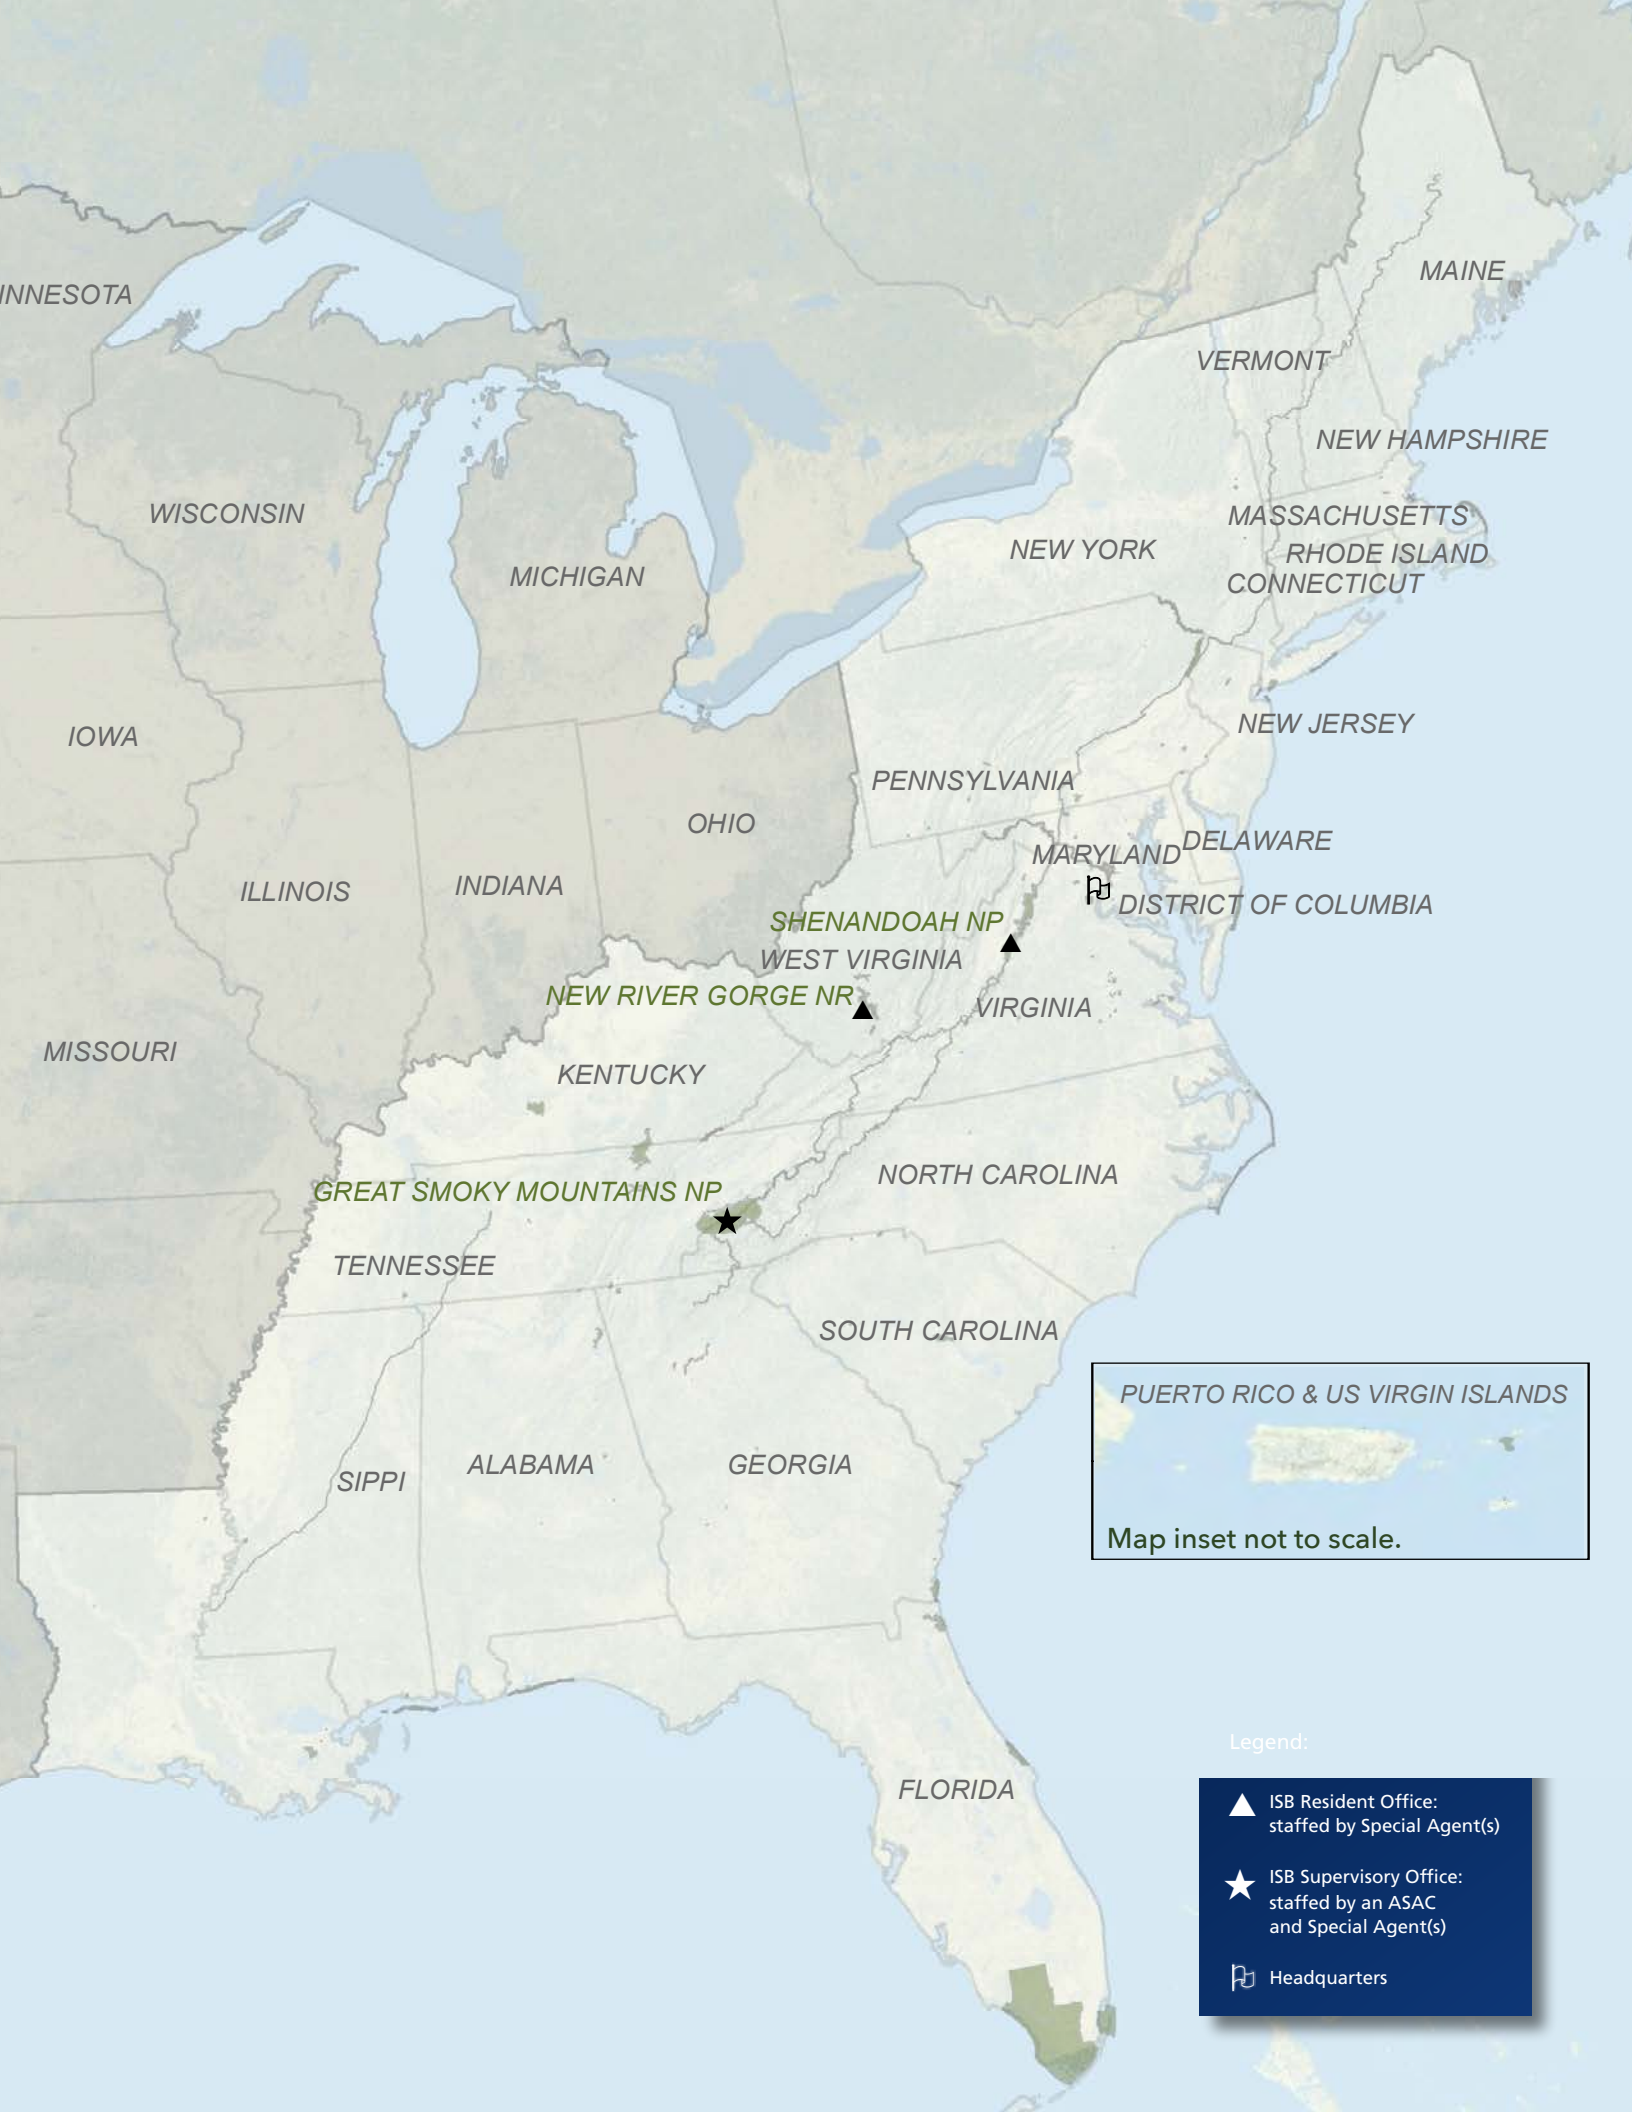 MAINE
INNESOTA
VERMONT
NEW HAMPSHIRE
WISCONSIN
MASSACHUSETTS
NEW YORK
RHODE ISLAND
MICHIGAN
CONNECTICUT
NEW JERSEY
IOWA
PENNSYLVANIA
OHIO
DELAWARE
MARYLAND
ILLINOIS
INDIANA
DISTRICT OF COLUMBIA
SHENANDOAH NP
WEST VIRGINIA
NEW RIVER GORGE NR
VIRGINIA
MISSOURI
KENTUCKY
NORTH CAROLINA
GREAT SMOKY MOUNTAINS NP
TENNESSEE
SOUTH CAROLINA
PUERTO RICO & US VIRGIN ISLANDS
ALABAMA
GEORGIA
SIPPI
Map inset not to scale.
Legend:
FLORIDA
ISB Resident Office:
staffed by Special Agent(s)
ISB Supervisory Office:
staffed by an ASAC
and Special Agent(s)
Headquarters